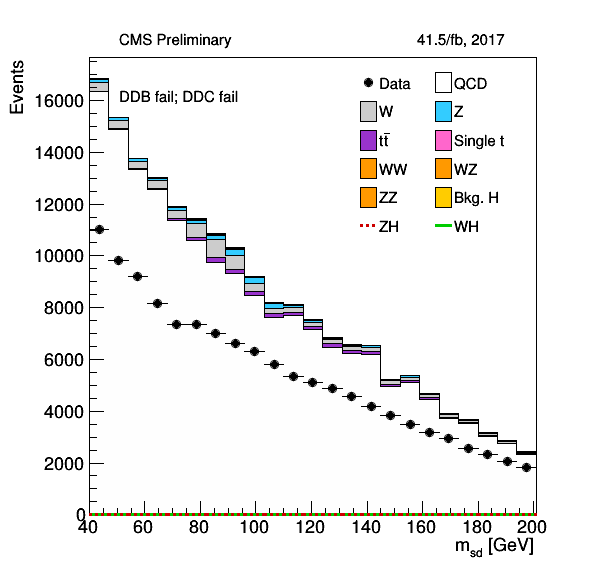 CMS Preliminary 41.5/fb, 2017
Events
DDB fail; DDC fail
Data QCD
W Z
tt̅ Single t
WW WZ
ZZ Bkg. H
ZH WH
16000
14000
12000
10000
8000
6000
4000
2000
0
40 60 80 100 120 140 160 180 200
m_sd [GeV]